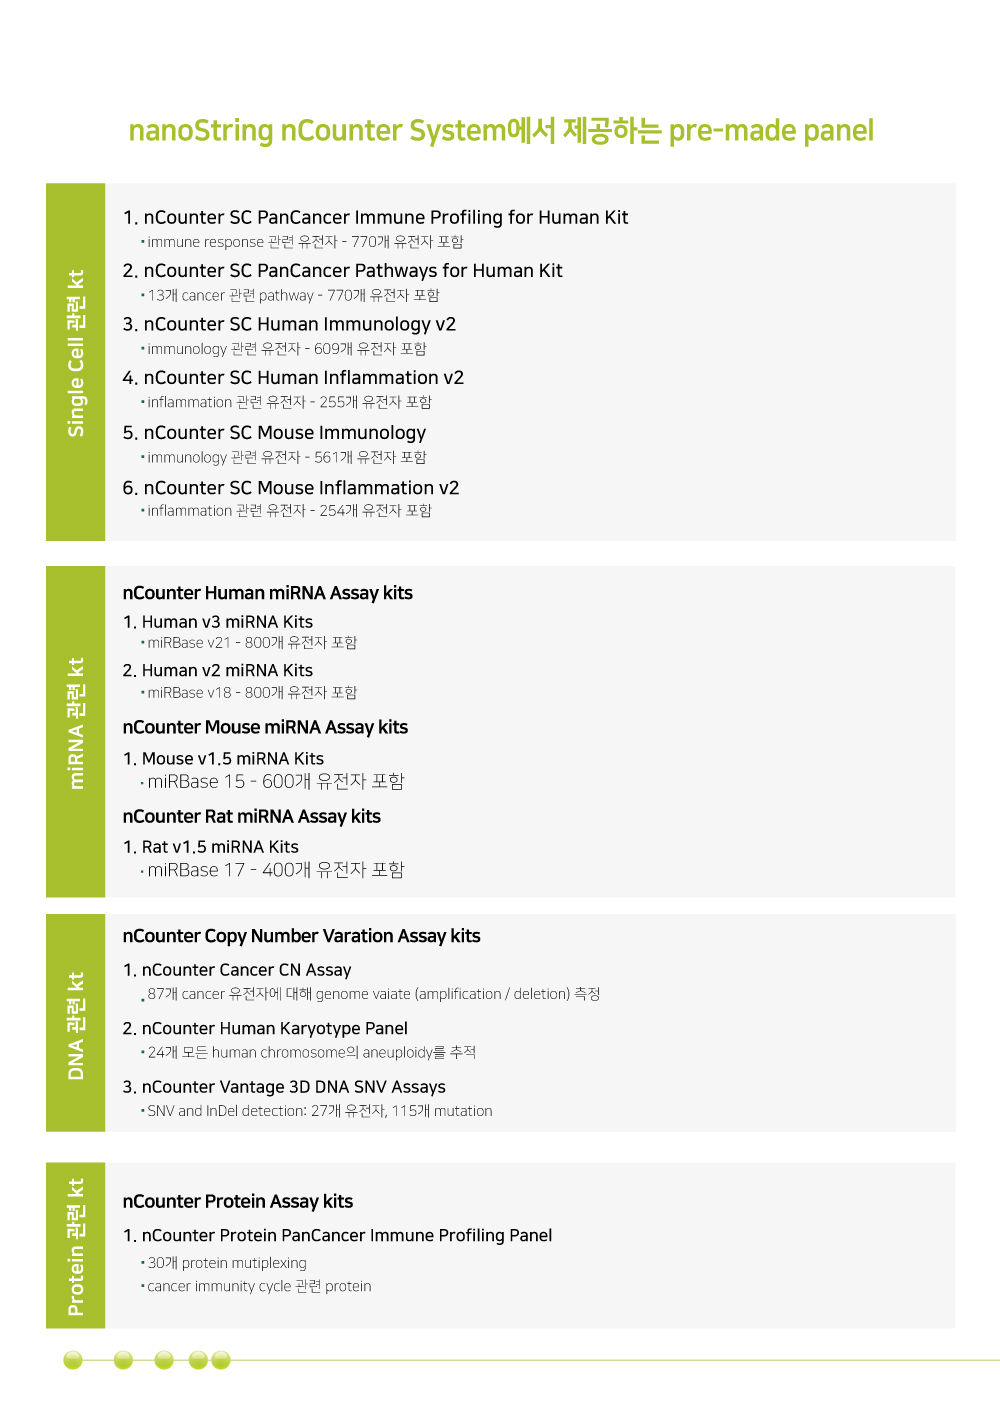 nanoString nCounter System에서 제공하는 pre-made panel
Single Cell 관련 kt
1. nCounter SC PanCancer Immune Profiling for Human Kit
• immune response 관련 유전자 - 770개 유전자 포함
2. nCounter SC PanCancer Pathways for Human Kit
• 13개 cancer 관련 pathway - 770개 유전자 포함
3. nCounter SC Human Immunology v2
• immunology 관련 유전자 - 609개 유전자 포함
4. nCounter SC Human Inflammation v2
• inflammation 관련 유전자 - 255개 유전자 포함
5. nCounter SC Mouse Immunology
• immunology 관련 유전자 - 561개 유전자 포함
6. nCounter SC Mouse Inflammation v2
• inflammation 관련 유전자 - 254개 유전자 포함
miRNA 관련 kt
nCounter Human miRNA Assay kits
1. Human v3 miRNA Kits
• miRBase v21 - 800개 유전자 포함
2. Human v2 miRNA Kits
• miRBase v18 - 800개 유전자 포함
nCounter Mouse miRNA Assay kits
1. Mouse v1.5 miRNA Kits
• miRBase 15 - 600개 유전자 포함
nCounter Rat miRNA Assay kits
1. Rat v1.5 miRNA Kits
• miRBase 17 - 400개 유전자 포함
DNA 관련 kt
nCounter Copy Number Varation Assay kits
1. nCounter Cancer CN Assay
• 87개 cancer 유전자에 대해 genome vaiate (amplification / deletion) 측정
2. nCounter Human Karyotype Panel
• 24개 모든 human chromosome의 aneuploidy를 추적
3. nCounter Vantage 3D DNA SNV Assays
• SNV and InDel detection: 27개 유전자, 115개 mutation
Protein 관련 kt
nCounter Protein Assay kits
1. nCounter Protein PanCancer Immune Profiling Panel
• 30개 protein mutiplexing
• cancer immunity cycle 관련 protein